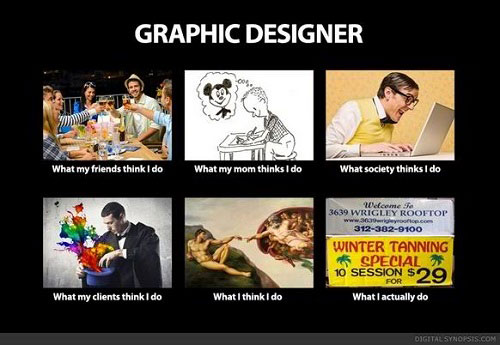 GRAPHIC DESIGNER
What my friends think I do
What my mom thinks I do
What society thinks I do
What my clients think I do
What I think I do
Welcome To
3639 WRIGLEY ROOFTOP
www.3639wrigleyrooftop.com
312-382-9100
WINTER TANNING
SPECIAL
10 SESSION $29
FOR
What I actually do
DIGITALSYNOPSIS.COM